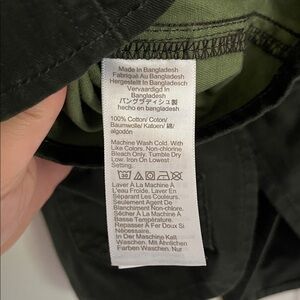 Made In Bangladesh
Fabriqué Au Bangladesh
Hergestellt In Bangladesh
Vervaardigd In
Bangladesh
バングラディシュ製
hecho en bangladesh
100% Cotton/ Coton/
Baumwolle/ Katoen/ 綿/
algodón
Machine Wash Cold, With
Like Colors, Non-chlorine
Bleach Only, Tumble Dry
Low, Iron On Lowest
Setting.
Laver À La Machine À
L'eau Froide, Laver En
Séparant Les Couleurs.
Seulement Agent De
Blanchiment Non Chloruré.
Sécher À La Machine À
Basse Température.
Repasser À Fer Doux Si
Nécessaire.
In Der Maschine Kalt
Waschen. Mit Ähnlichen
Farben Waschen. Nur